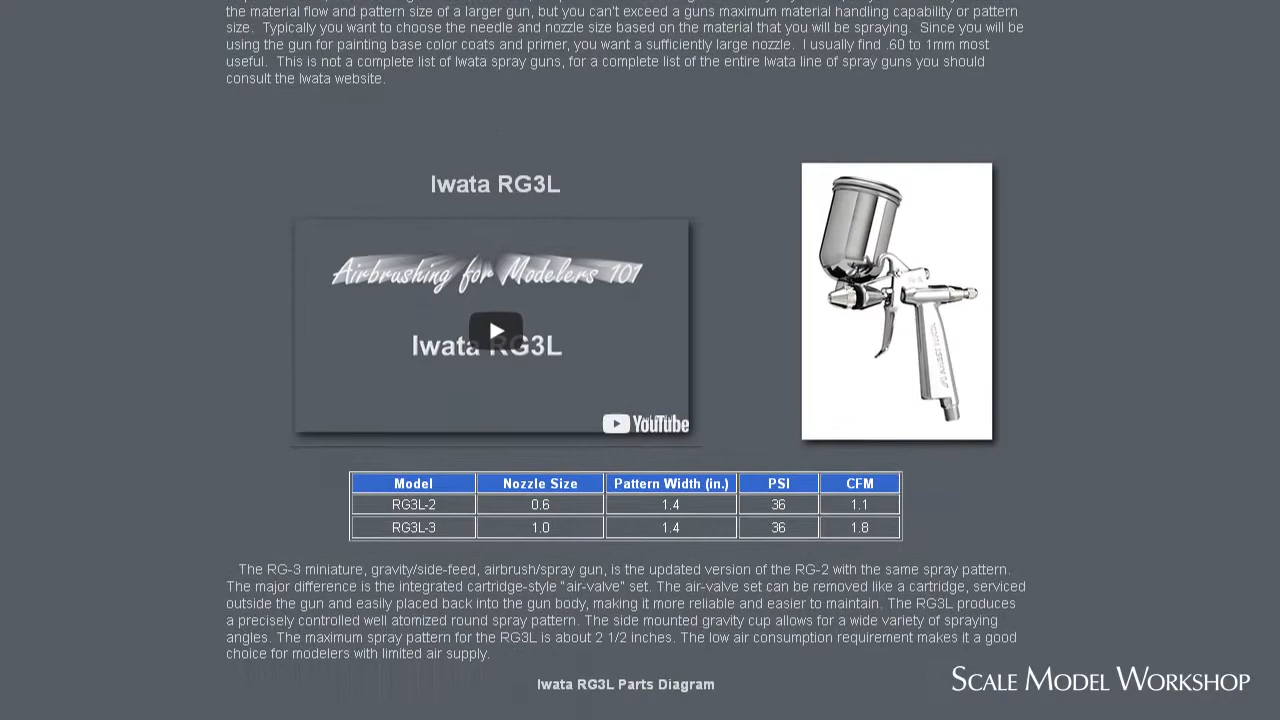 the material flow and pattern size of a larger gun, but you can't exceed a guns maximum material handling capability or pattern
size.  Typically you want to choose the needle and nozzle size based on the material that you will be spraying.  Since you will be
using the gun for painting base color coats and primer, you want a sufficiently large nozzle.  I usually find .60 to 1mm most
useful.  This is not a complete list of Iwata spray guns, for a complete list of the entire Iwata line of spray guns you should
consult the Iwata website.
Iwata RG3L
Airbrushing for Modelers 101
Iwata RG3L
YouTube
Model Nozzle Size Pattern Width (in.) PSI CFM
RG3L-2 0.6 1.4 36 1.1
RG3L-3 1.0 1.4 36 1.8
The RG-3 miniature, gravity/side-feed, airbrush/spray gun, is the updated version of the RG-2 with the same spray pattern.
The major difference is the integrated cartridge-style "air-valve" set. The air-valve set can be removed like a cartridge, serviced
outside the gun and easily placed back into the gun body, making it more reliable and easier to maintain. The RG3L produces
a precisely controlled well atomized round spray pattern. The side mounted gravity cup allows for a wide variety of spraying
angles. The maximum spray pattern for the RG3L is about 2 1/2 inches. The low air consumption requirement makes it a good
choice for modelers with limited air supply.
Iwata RG3L Parts Diagram
SCALE MODEL WORKSHOP